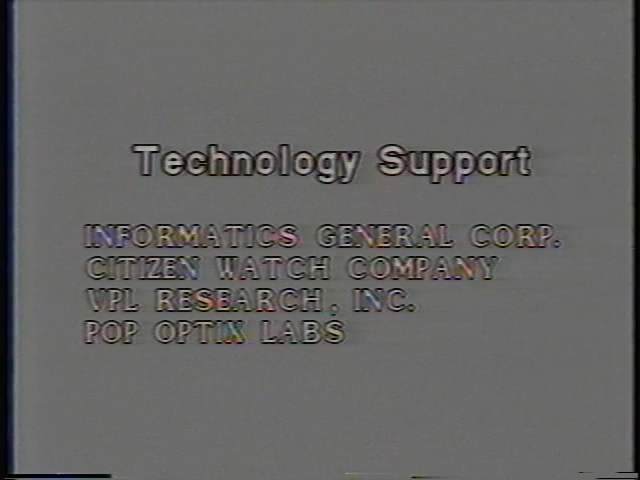 Technology Support
INFORMATICS GENERAL CORP.
CITIZEN WATCH COMPANY
VPL RESEARCH, INC.
POP OPTIX LABS